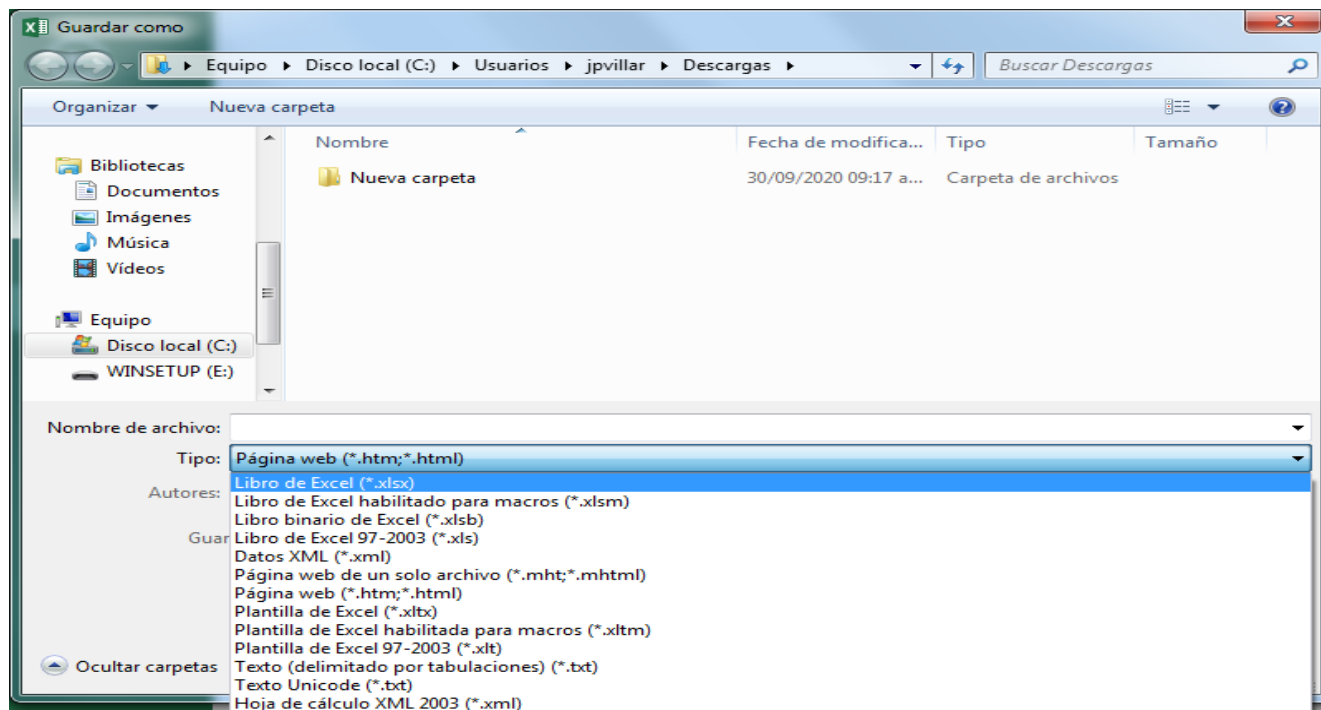 Guardar como
Equipo Disco local (C:) Usuarios jpvillar Descargas Buscar Descargas
Organizar Nueva carpeta
Nombre Fecha de modifica... Tipo Tamaño
Bibliotecas
Nueva carpeta 30/09/2020 09:17 a... Carpeta de archivos
Documentos
Imágenes
Música
Vídeos
Equipo
Disco local (C:)
WINSETUP (E:)
Nombre de archivo:
Tipo: Página web (*.htm;*.html)
Autores: Libro de Excel (*.xlsx)
Libro de Excel habilitado para macros (*.xlsm)
Libro binario de Excel (*.xlsb)
Guar Libro de Excel 97-2003 (*.xls)
Datos XML (*.xml)
Página web de un solo archivo (*.mht;*.mhtml)
Página web (*.htm;*.html)
Plantilla de Excel (*.xltx)
Plantilla de Excel habilitada para macros (*.xltm)
Plantilla de Excel 97-2003 (*.xlt)
Ocultar carpetas Texto (delimitado por tabulaciones) (*.txt)
Texto Unicode (*.txt)
Hoja de cálculo XML 2003 (*.xml)